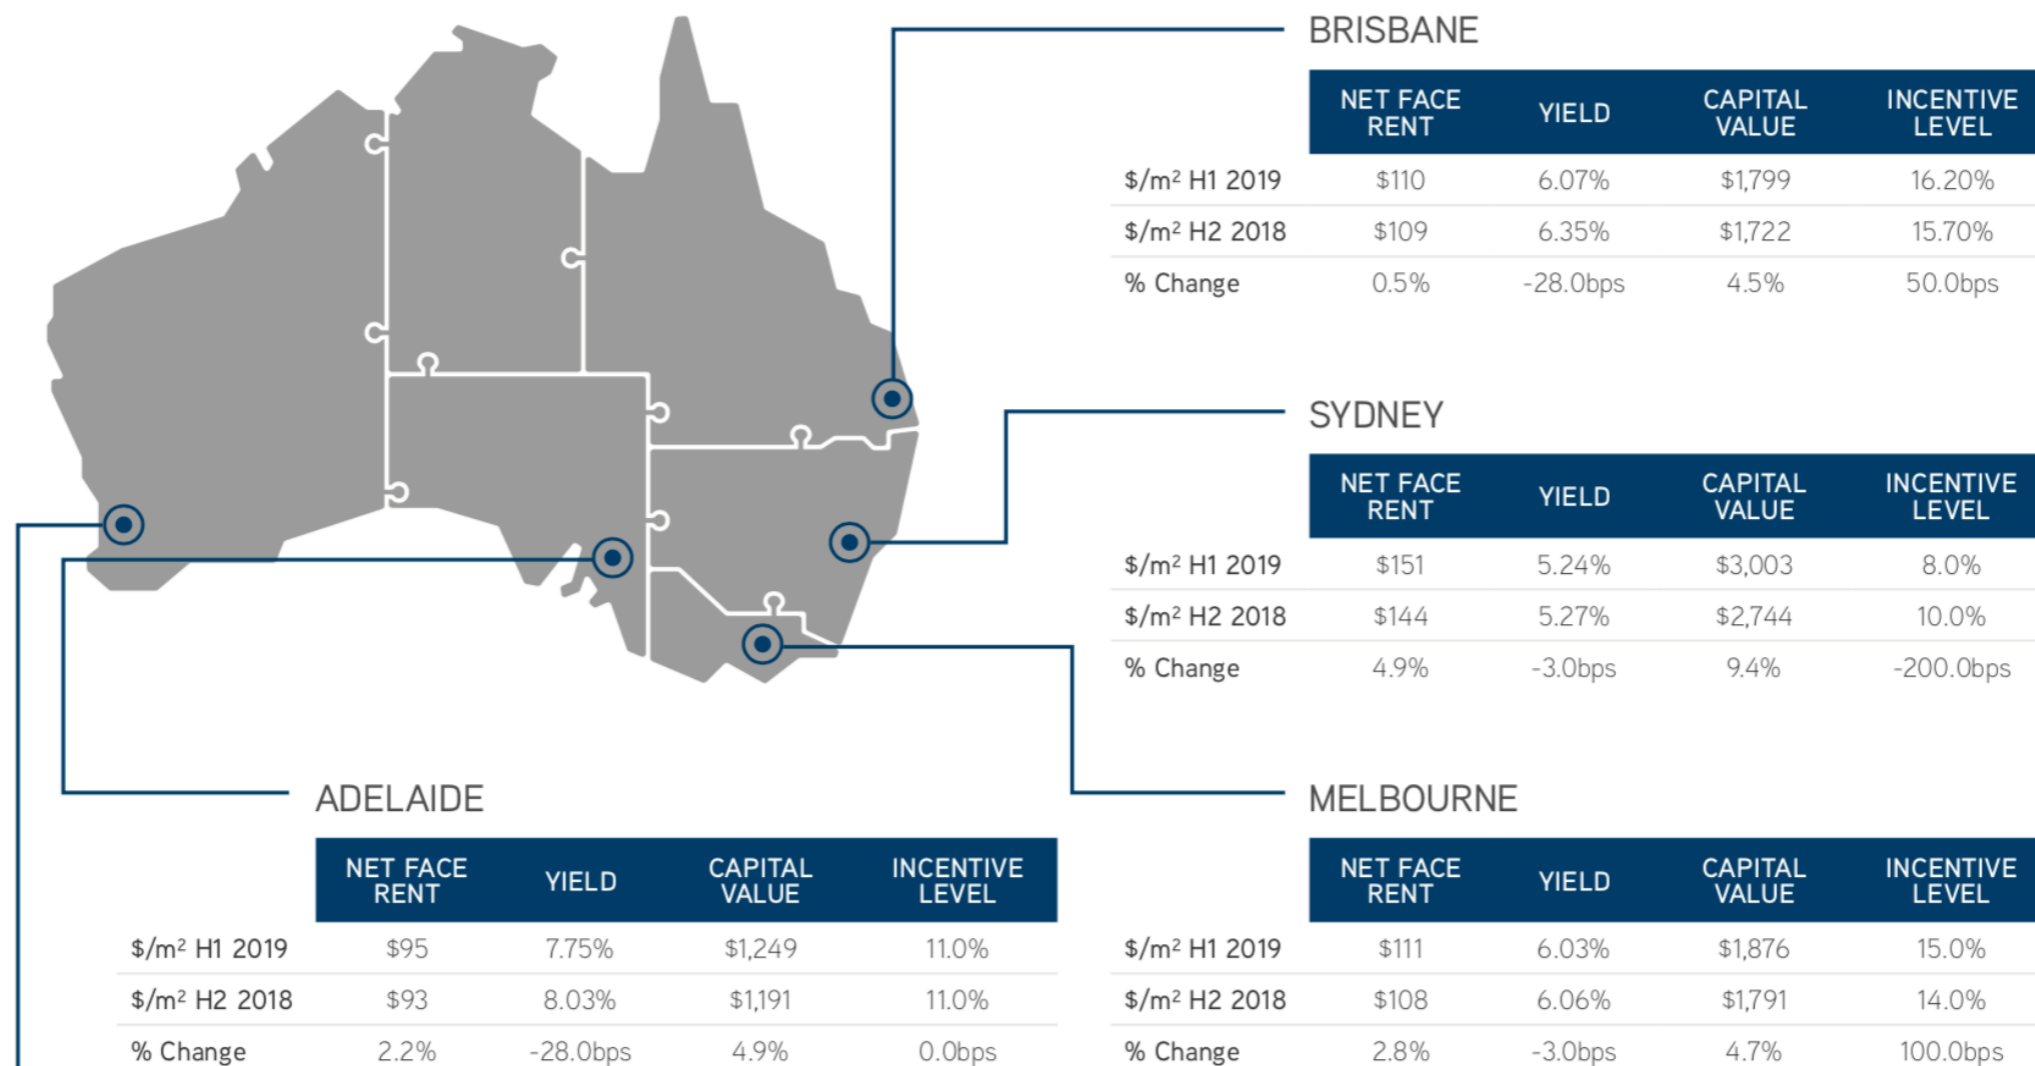 BRISBANE
NET FACE RENT YIELD CAPITAL VALUE INCENTIVE LEVEL
$/m² H1 2019 $110 6.07% $1,799 16.20%
$/m² H2 2018 $109 6.35% $1,722 15.70%
% Change 0.5% -28.0bps 4.5% 50.0bps
SYDNEY
NET FACE RENT YIELD CAPITAL VALUE INCENTIVE LEVEL
$/m² H1 2019 $151 5.24% $3,003 8.0%
$/m² H2 2018 $144 5.27% $2,744 10.0%
% Change 4.9% -3.0bps 9.4% -200.0bps
ADELAIDE
NET FACE RENT YIELD CAPITAL VALUE INCENTIVE LEVEL
$/m² H1 2019 $95 7.75% $1,249 11.0%
$/m² H2 2018 $93 8.03% $1,191 11.0%
% Change 2.2% -28.0bps 4.9% 0.0bps
MELBOURNE
NET FACE RENT YIELD CAPITAL VALUE INCENTIVE LEVEL
$/m² H1 2019 $111 6.03% $1,876 15.0%
$/m² H2 2018 $108 6.06% $1,791 14.0%
% Change 2.8% -3.0bps 4.7% 100.0bps